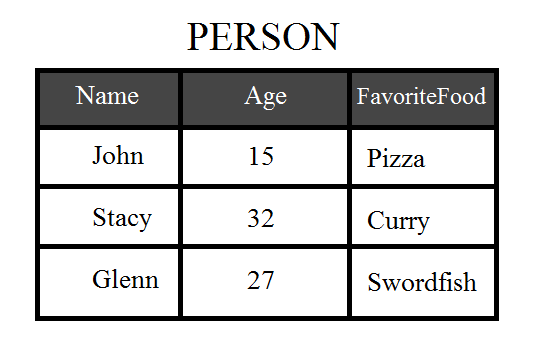 PERSON
Name Age FavoriteFood
John 15 Pizza
Stacy 32 Curry
Glenn 27 Swordfish